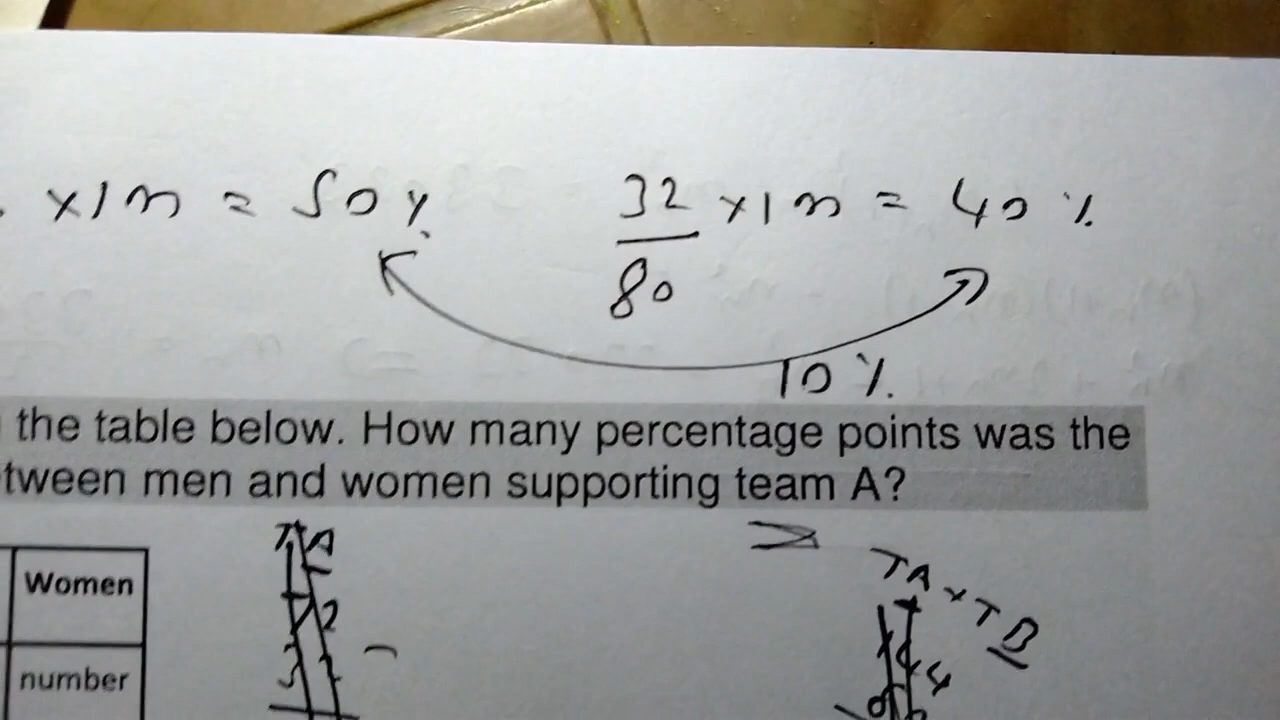 x100 = 50%
32/80 x100 = 40%
10%
the table below. How many percentage points was the
tween men and women supporting team A?
Women
number
TA x TB